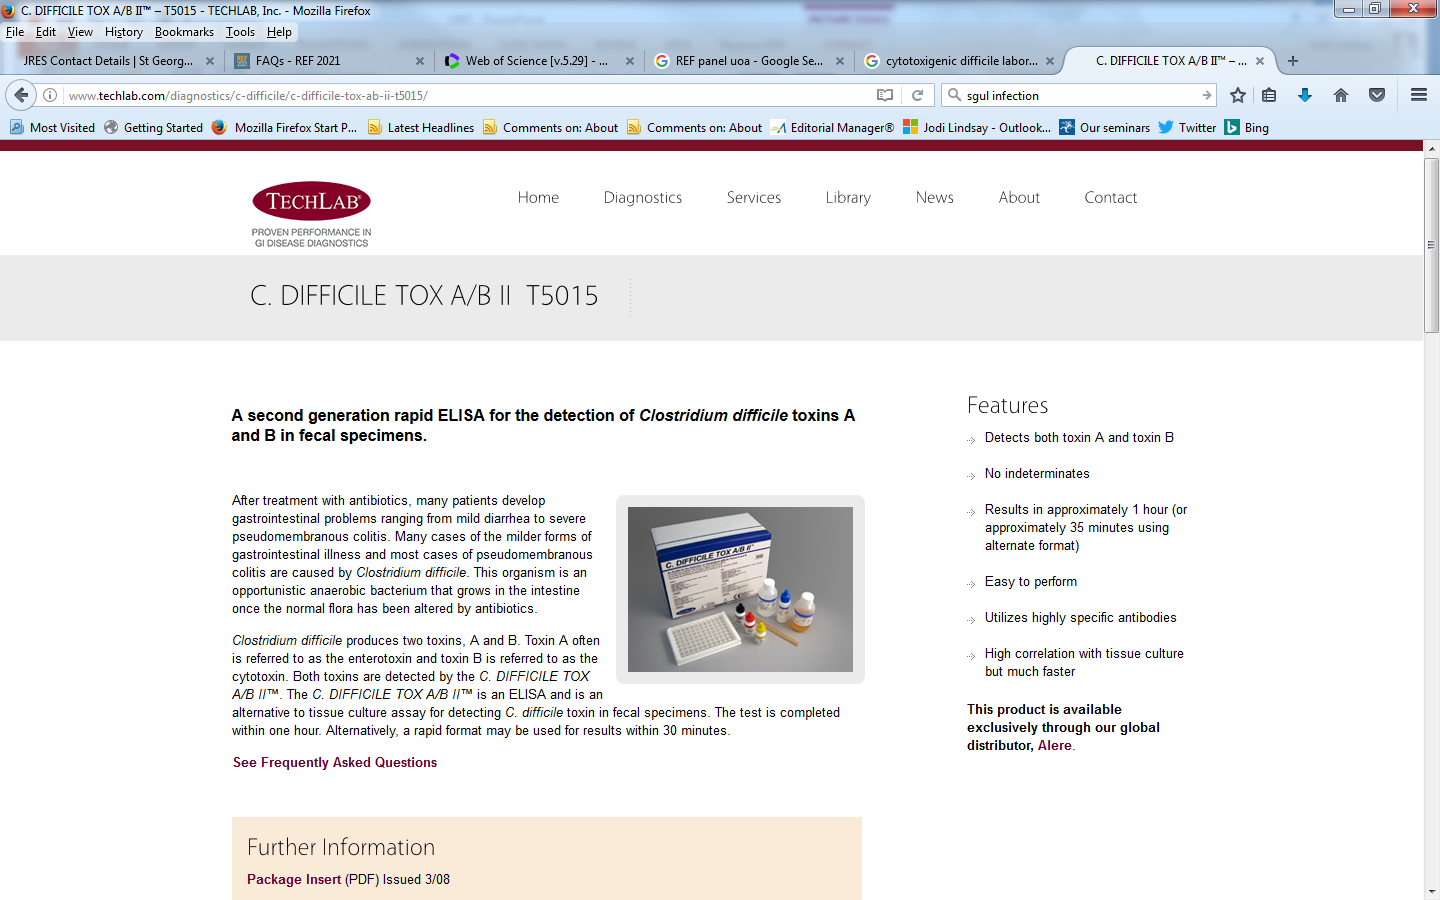 C. DIFFICILE TOX A/B II™ – T5015 - TECHLAB, Inc. - Mozilla Firefox
File Edit View History Bookmarks Tools Help
JRES Contact Details | St Georg... FAQs - REF 2021 Web of Science [v.5.29] - ... REF panel uoa - Google Se... cytotoxigenic difficile labor... C. DIFFICILE TOX A/B II™ – ...
www.techlab.com/diagnostics/c-difficile/c-difficile-tox-ab-ii-t5015/ sgul infection
Most Visited Getting Started Mozilla Firefox Start P... Latest Headlines Comments on: About Comments on: About Editorial Manager® Jodi Lindsay - Outlook... Our seminars Twitter Bing
TECHLAB®
PROVEN PERFORMANCE IN
GI DISEASE DIAGNOSTICS
Home Diagnostics Services Library News About Contact
C. DIFFICILE TOX A/B II T5015
A second generation rapid ELISA for the detection of Clostridium difficile toxins A
and B in fecal specimens.
After treatment with antibiotics, many patients develop
gastrointestinal problems ranging from mild diarrhea to severe
pseudomembranous colitis. Many cases of the milder forms of
gastrointestinal illness and most cases of pseudomembranous
colitis are caused by Clostridium difficile. This organism is an
opportunistic anaerobic bacterium that grows in the intestine
once the normal flora has been altered by antibiotics.
C. DIFFICILE TOX A/B II™
Clostridium difficile produces two toxins, A and B. Toxin A often
is referred to as the enterotoxin and toxin B is referred to as the
cytotoxin. Both toxins are detected by the C. DIFFICILE TOX
A/B II™. The C. DIFFICILE TOX A/B II™ is an ELISA and is an
alternative to tissue culture assay for detecting C. difficile toxin in fecal specimens. The test is completed
within one hour. Alternatively, a rapid format may be used for results within 30 minutes.
See Frequently Asked Questions
Further Information
Package Insert (PDF) Issued 3/08
Features
Detects both toxin A and toxin B
No indeterminates
Results in approximately 1 hour (or
approximately 35 minutes using
alternate format)
Easy to perform
Utilizes highly specific antibodies
High correlation with tissue culture
but much faster
This product is available
exclusively through our global
distributor, Alere.